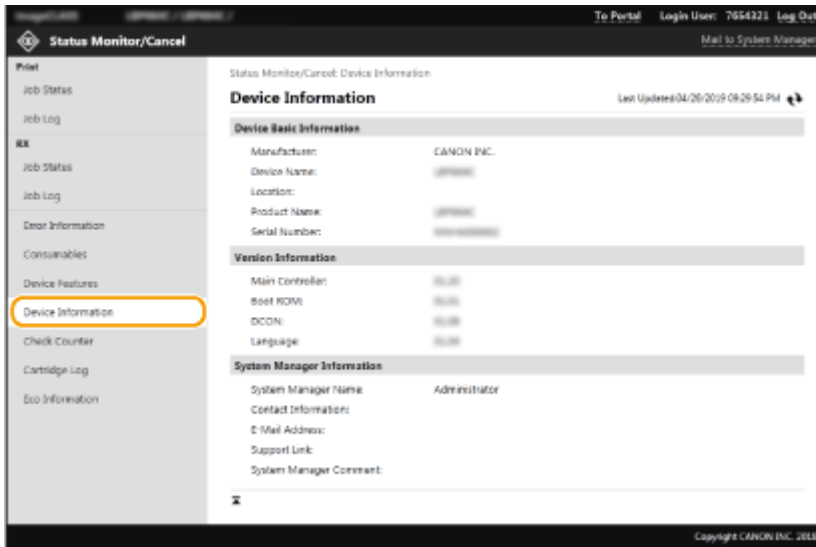 To Portal Login User: 7654321 Log Out
Status Monitor/Cancel
Mail to System Manager
Print
Job Status
Job Log
RX
Job Status
Job Log
Error Information
Consumables
Device Features
Device Information
Check Counter
Cartridge Log
Eco Information
Status Monitor/Cancel: Device Information
Device Information
Last Updated:04/28/2019 09:29:54 PM
Device Basic Information
Manufacturer: CANON INC.
Device Name:
Location:
Product Name:
Serial Number:
Version Information
Main Controller:
Boot ROM:
DCON:
Language:
System Manager Information
System Manager Name: Administrator
Contact Information:
E-Mail Address:
Support Link:
System Manager Comment:
Copyright CANON INC. 2018